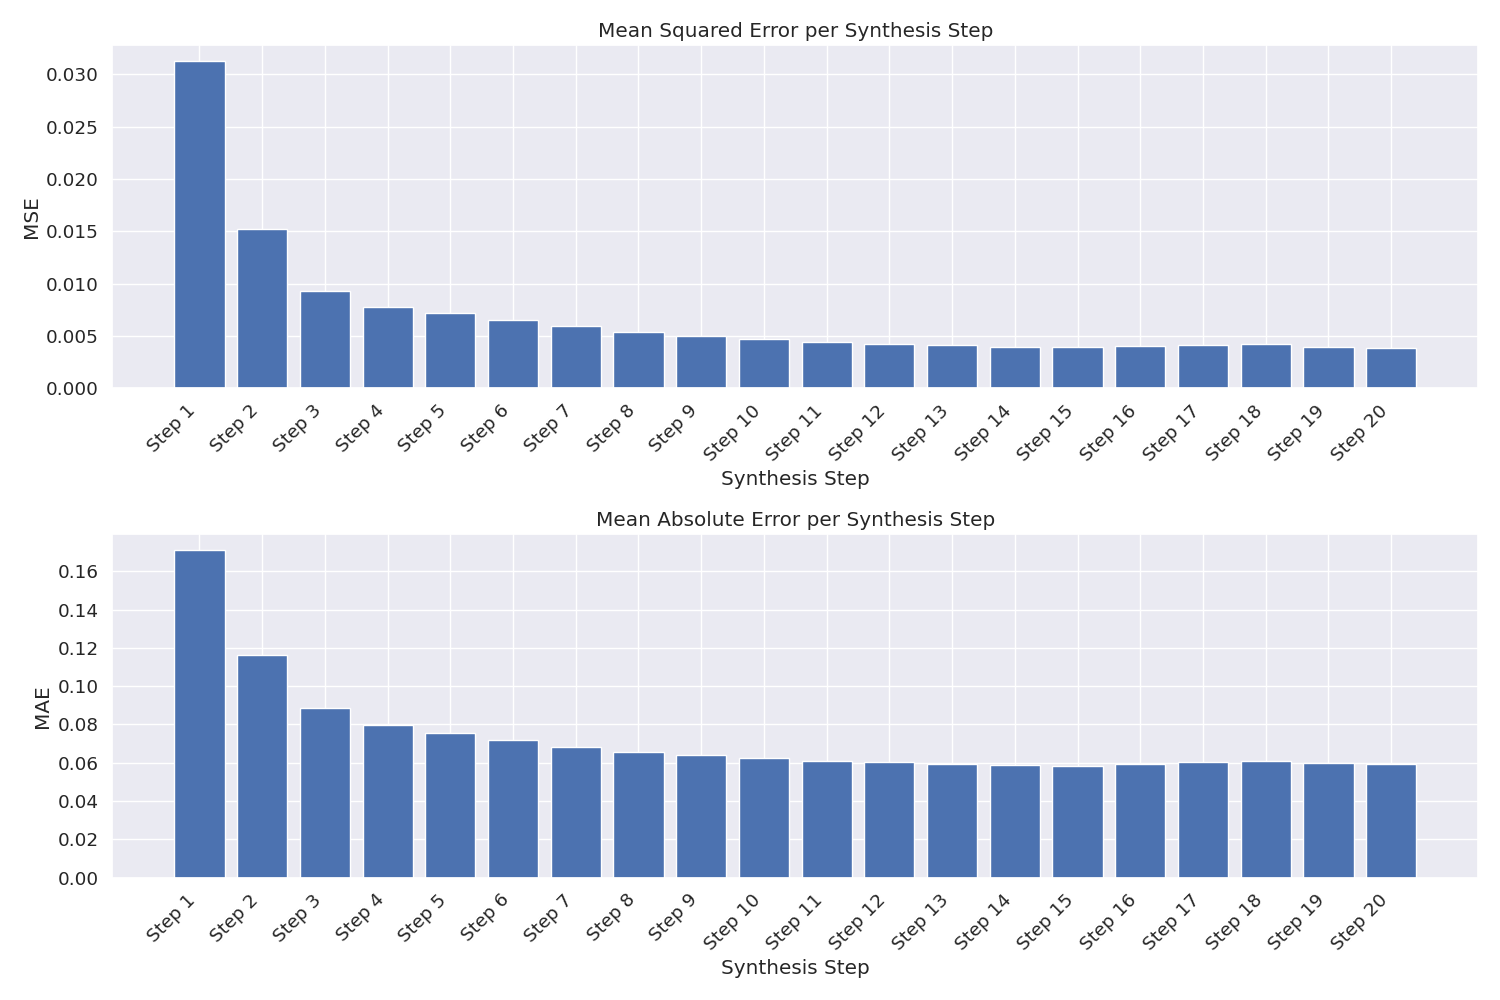 Mean Squared Error per Synthesis Step
0.030
0.025
0.020
0.015
0.010
0.005
0.000
MSE
Step 1
Step 2
Step 3
Step 4
Step 5
Step 6
Step 7
Step 8
Step 9
Step 10
Step 11
Step 12
Step 13
Step 14
Step 15
Step 16
Step 17
Step 18
Step 19
Step 20
Synthesis Step
Mean Absolute Error per Synthesis Step
0.16
0.14
0.12
0.10
0.08
0.06
0.04
0.02
0.00
MAE
Step 1
Step 2
Step 3
Step 4
Step 5
Step 6
Step 7
Step 8
Step 9
Step 10
Step 11
Step 12
Step 13
Step 14
Step 15
Step 16
Step 17
Step 18
Step 19
Step 20
Synthesis Step